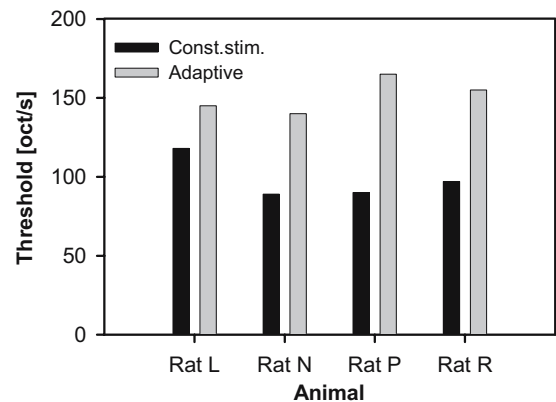 200
150
100
50
0
Threshold [oct/s]
Const.stim.
Adaptive
Rat L Rat N Rat P Rat R
Animal